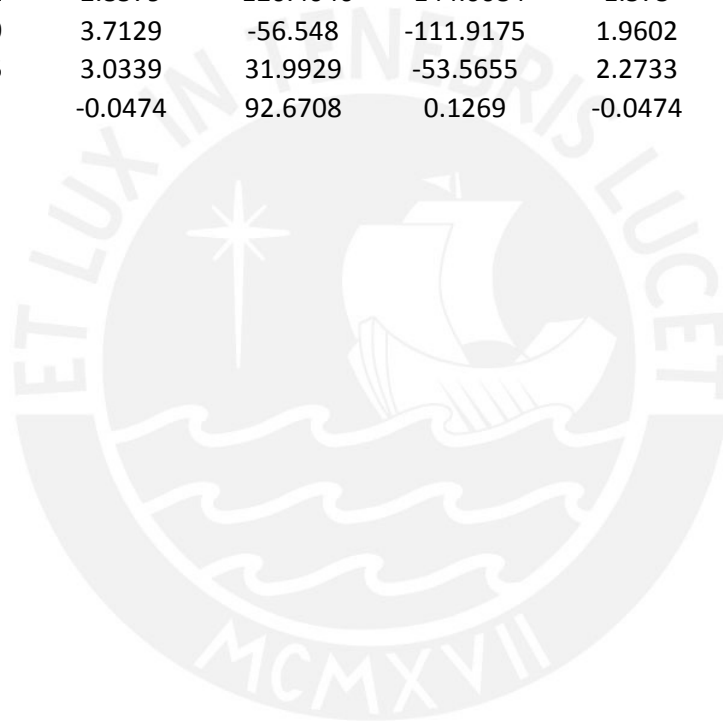 3.7129 -56.548 -111.9175 1.9602
3.0339 31.9929 -53.5655 2.2733
-0.0474 92.6708 0.1269 -0.0474
ET LUX IN TENEBRIS LUCET
MCMXVII